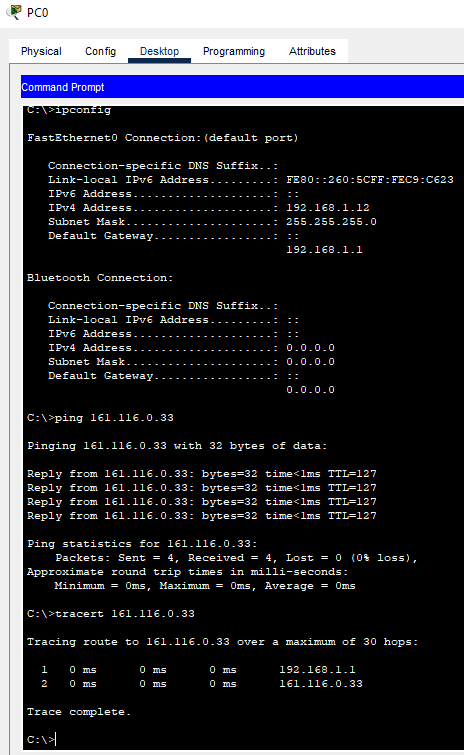 PC0
Physical Config Desktop Programming Attributes
Command Prompt
C:\>ipconfig
FastEthernet0 Connection:(default port)
Connection-specific DNS Suffix..:
Link-local IPv6 Address.........: FE80::260:5CFF:FEC9:C623
IPv6 Address....................: ::
IPv4 Address....................: 192.168.1.12
Subnet Mask.....................: 255.255.255.0
Default Gateway.................: ::
192.168.1.1
Bluetooth Connection:
Connection-specific DNS Suffix..:
Link-local IPv6 Address.........: ::
IPv6 Address....................: ::
IPv4 Address....................: 0.0.0.0
Subnet Mask.....................: 0.0.0.0
Default Gateway.................: ::
0.0.0.0
C:\>ping 161.116.0.33
Pinging 161.116.0.33 with 32 bytes of data:
Reply from 161.116.0.33: bytes=32 time<1ms TTL=127
Reply from 161.116.0.33: bytes=32 time<1ms TTL=127
Reply from 161.116.0.33: bytes=32 time<1ms TTL=127
Reply from 161.116.0.33: bytes=32 time<1ms TTL=127
Ping statistics for 161.116.0.33:
Packets: Sent = 4, Received = 4, Lost = 0 (0% loss),
Approximate round trip times in milli-seconds:
Minimum = 0ms, Maximum = 0ms, Average = 0ms
C:\>tracert 161.116.0.33
Tracing route to 161.116.0.33 over a maximum of 30 hops:
1 0 ms 0 ms 0 ms 192.168.1.1
2 0 ms 0 ms 0 ms 161.116.0.33
Trace complete.
C:\>